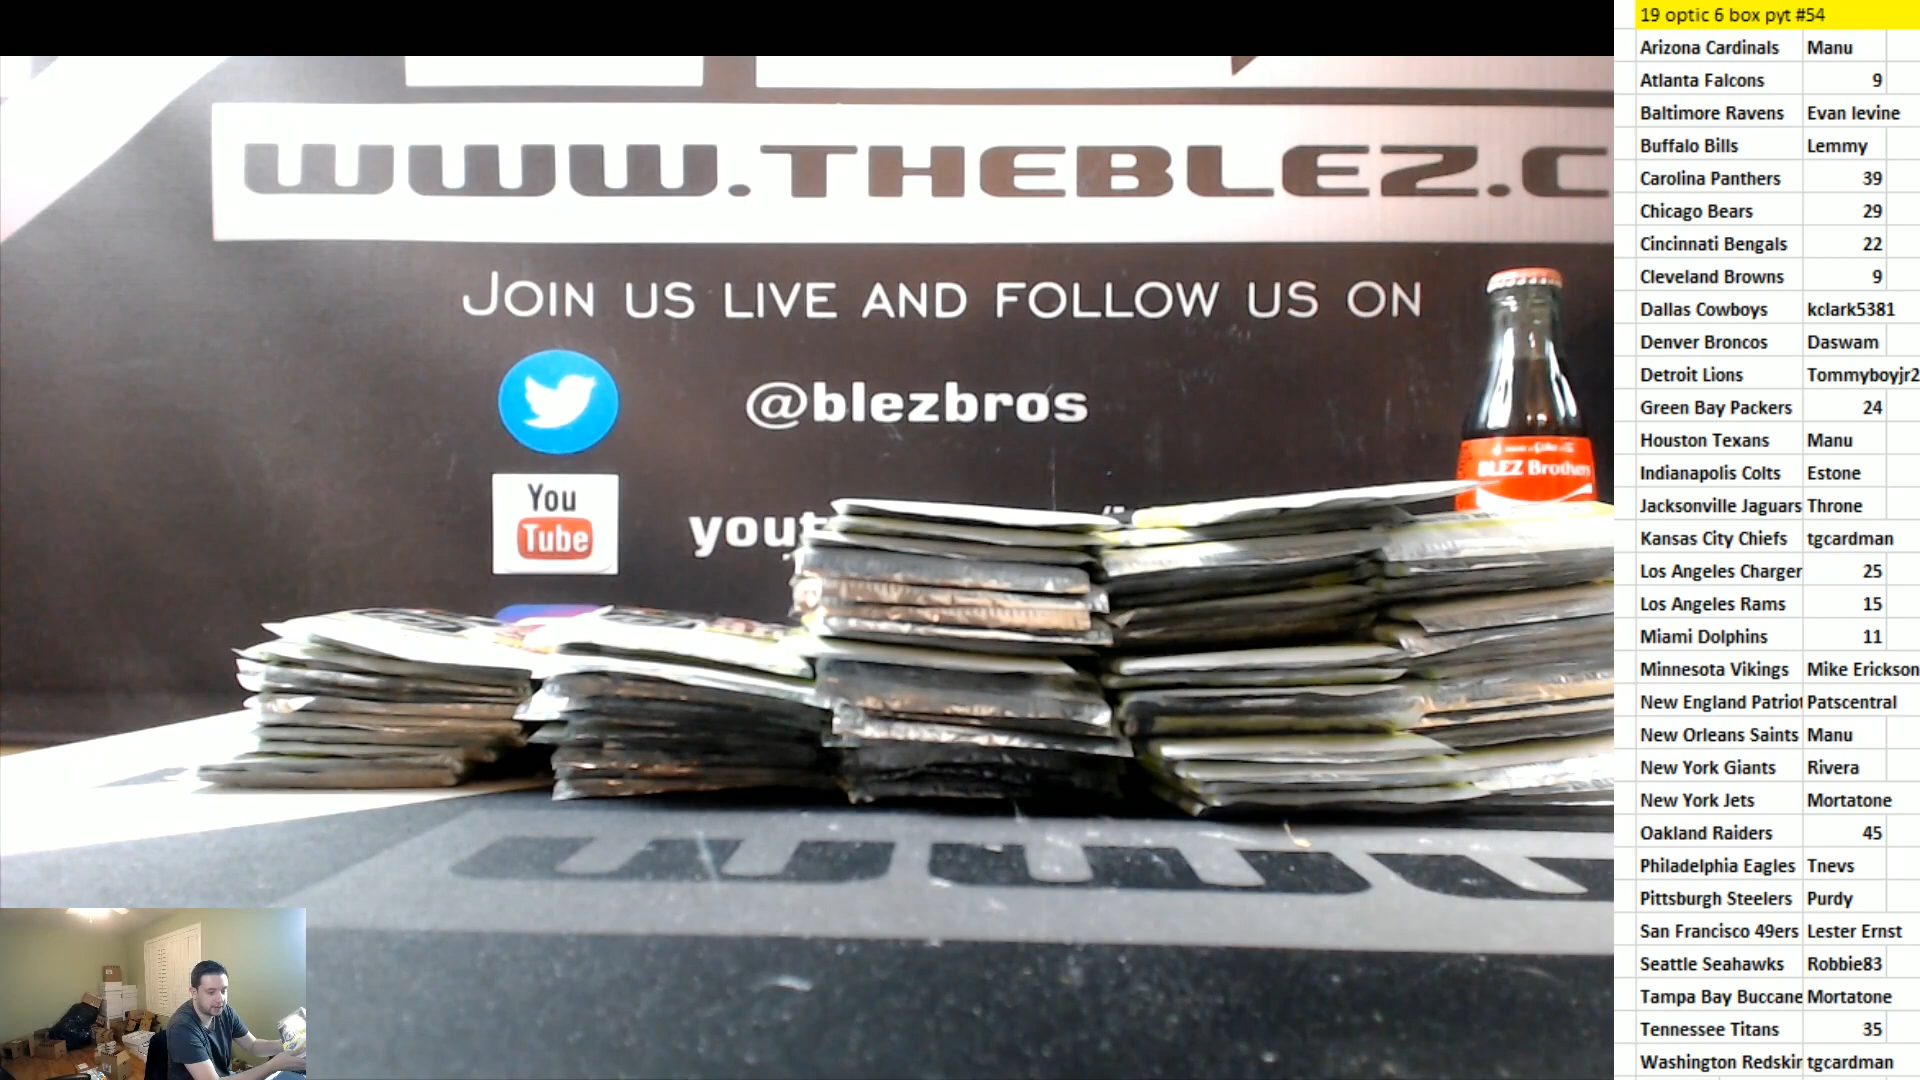 WWW.THEBLEZ.C
JOIN US LIVE AND FOLLOW US ON
@blezbros
You
Tube
yout
BLEZ Brothers
19 optic 6 box pyt #54
Arizona Cardinals Manu
Atlanta Falcons 9
Baltimore Ravens Evan levine
Buffalo Bills Lemmy
Carolina Panthers 39
Chicago Bears 29
Cincinnati Bengals 22
Cleveland Browns 9
Dallas Cowboys kclark5381
Denver Broncos Daswam
Detroit Lions Tommyboyjr2
Green Bay Packers 24
Houston Texans Manu
Indianapolis Colts Estone
Jacksonville Jaguars Throne
Kansas City Chiefs tgcardman
Los Angeles Charger 25
Los Angeles Rams 15
Miami Dolphins 11
Minnesota Vikings Mike Erickson
New England Patriot Patscentral
New Orleans Saints Manu
New York Giants Rivera
New York Jets Mortatone
Oakland Raiders 45
Philadelphia Eagles Tnevs
Pittsburgh Steelers Purdy
San Francisco 49ers Lester Ernst
Seattle Seahawks Robbie83
Tampa Bay Buccane Mortatone
Tennessee Titans 35
Washington Redskin tgcardman